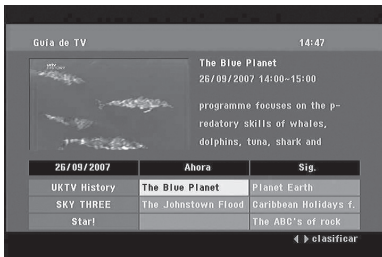 Guía de TV 14:47
The Blue Planet
26/09/2007 14:00~15:00
programme focuses on the p-
redatory skills of whales,
dolphins, tuna, shark and
26/09/2007 Ahora Sig.
UKTV History The Blue Planet Planet Earth
SKY THREE The Johnstown Flood Caribbean Holidays f.
Star! The ABC's of rock
clasificar